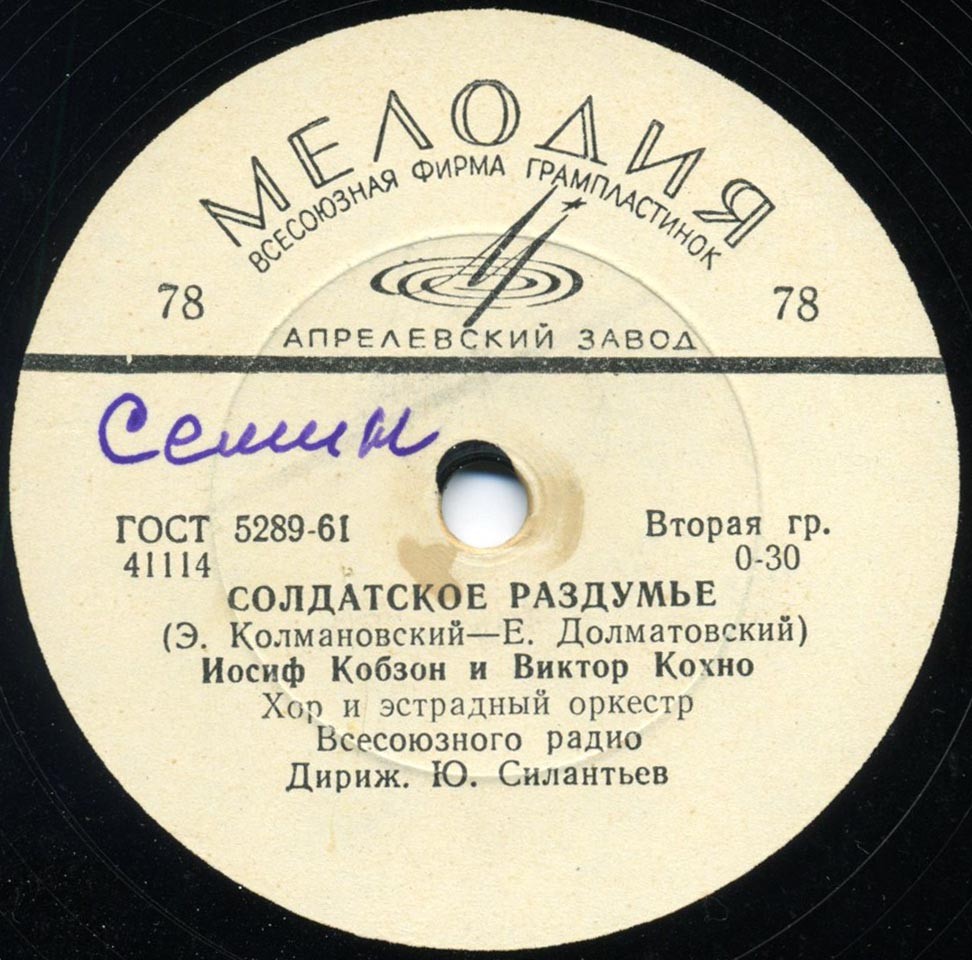 МЕЛОДИЯ
ВСЕСОЮЗНАЯ ФИРМА ГРАМПЛАСТИНОК
78 78
АПРЕЛЕВСКИЙ ЗАВОД
Семин
ГОСТ 5289-61 Вторая гр.
41114 0-30
СОЛДАТСКОЕ РАЗДУМЬЕ
(Э. Колмановский—Е. Долматовский)
Иосиф Кобзон и Виктор Кохно
Хор и эстрадный оркестр
Всесоюзного радио
Дириж. Ю. Силантьев